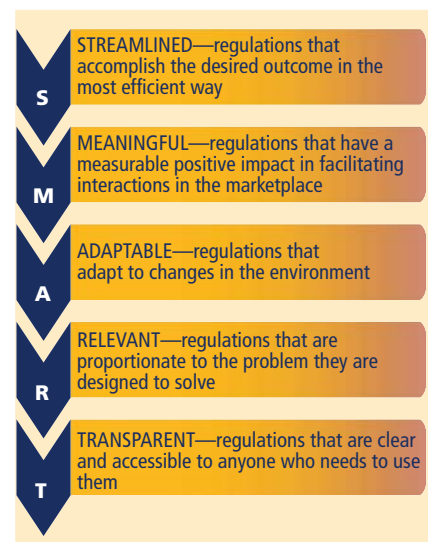 S
STREAMLINED—regulations that
accomplish the desired outcome in the
most efficient way
M
MEANINGFUL—regulations that have a
measurable positive impact in facilitating
interactions in the marketplace
A
ADAPTABLE—regulations that
adapt to changes in the environment
R
RELEVANT—regulations that are
proportionate to the problem they are
designed to solve
T
TRANSPARENT—regulations that are clear
and accessible to anyone who needs to use
them